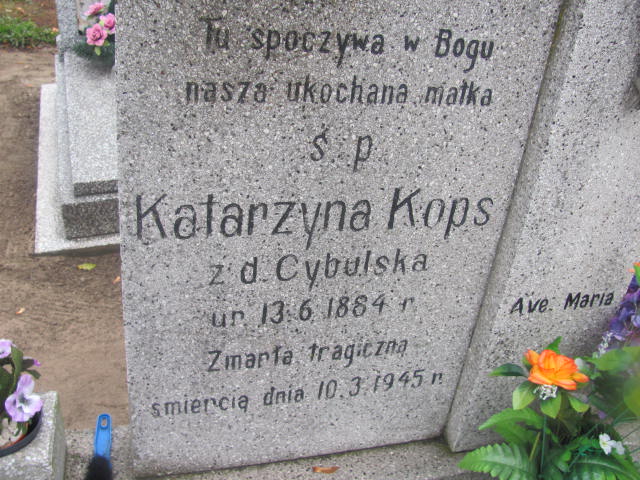 Tu spoczywa w Bogu
nasza ukochana matka
ś p
Katarzyna Kops
z d. Cybulska
ur. 13.6.1884 r
Zmarła tragiczną
śmiercią dnia 10.3.1945 r.
Ave. Maria